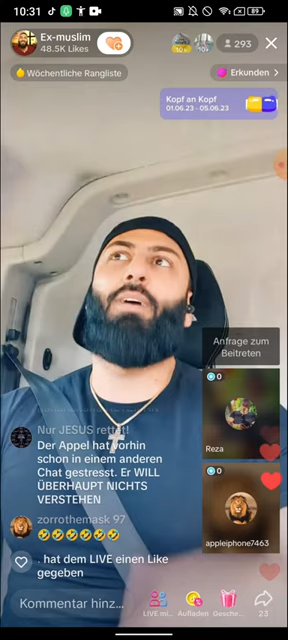 10:31
89
Ex-muslim
48.5K Likes
10+
293
Wöchentliche Rangliste
Erkunden >
Kopf an Kopf
01.06.23 - 05.06.23
Anfrage zum
Beitreten
0
Reza
0
appleiphone7463
Nur JESUS rettet!
Der Appel hat vorhin
schon in einem anderen
Chat gestresst. Er WILL
ÜBERHAUPT NICHTS
VERSTEHEN
zorrothemask 97
🤣🤣🤣🤣🤣🤣
. hat dem LIVE einen Like
gegeben
Kommentar hinz...
LIVE mi...
Aufladen
Gesche...
23